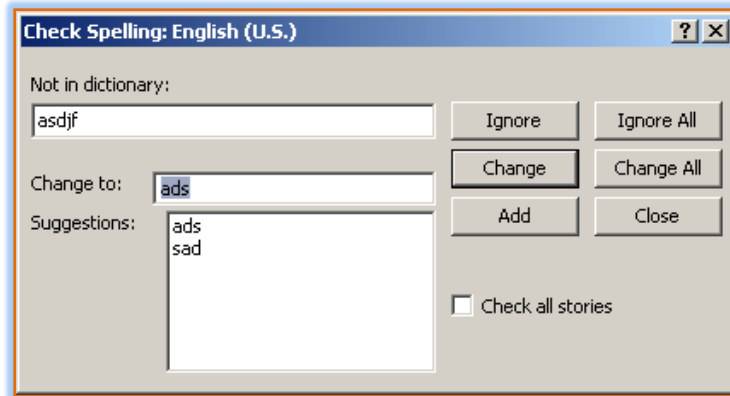 Check Spelling: English (U.S.)
Not in dictionary:
asdjf
Ignore
Ignore All
Change to:
ads
Change
Change All
Suggestions:
ads
sad
Add
Close
Check all stories